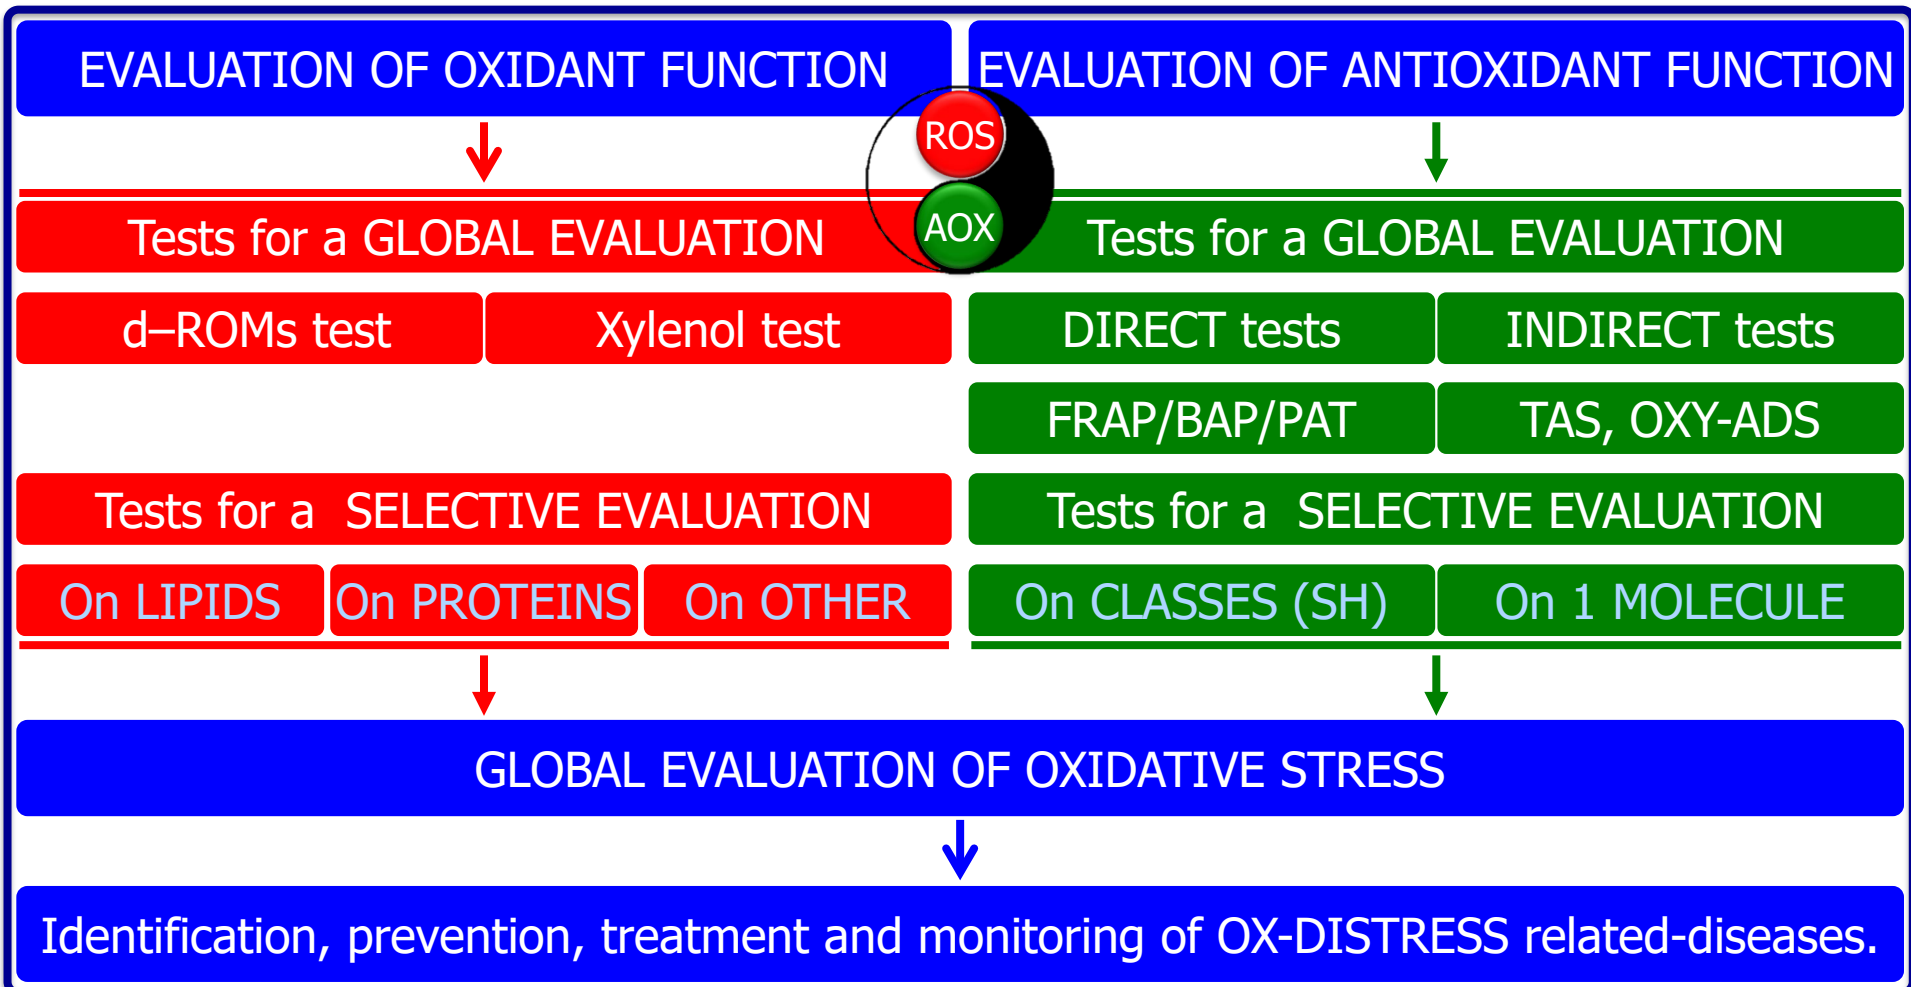 EVALUATION OF OXIDANT FUNCTION
EVALUATION OF ANTIOXIDANT FUNCTION
ROS
AOX
Tests for a GLOBAL EVALUATION
Tests for a GLOBAL EVALUATION
d–ROMs test
Xylenol test
DIRECT tests
INDIRECT tests
FRAP/BAP/PAT
TAS, OXY-ADS
Tests for a  SELECTIVE EVALUATION
Tests for a  SELECTIVE EVALUATION
On LIPIDS
On PROTEINS
On OTHER
On CLASSES (SH)
On 1 MOLECULE
GLOBAL EVALUATION OF OXIDATIVE STRESS
Identification, prevention, treatment and monitoring of OX-DISTRESS related-diseases.